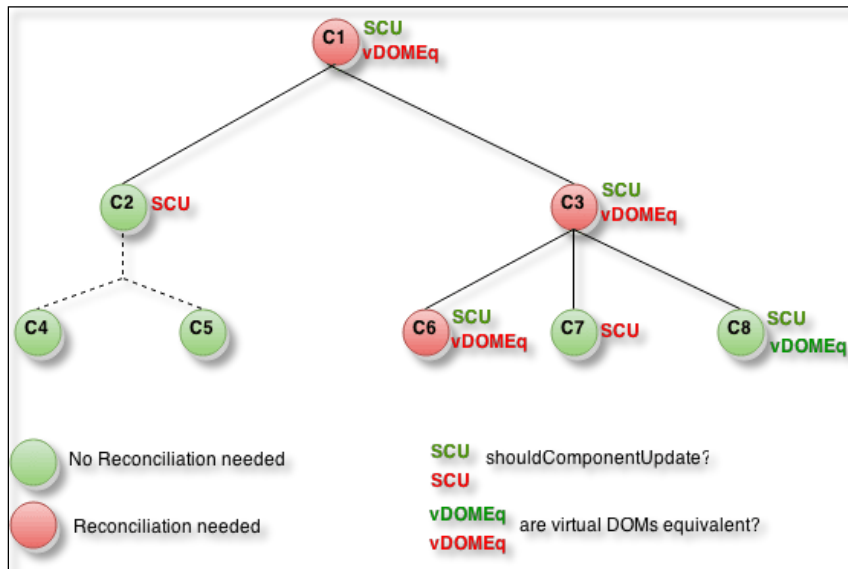 C1 SCU
vDOMEq
C2 SCU
C3 SCU
vDOMEq
C4
C5
C6 SCU
vDOMEq
C7 SCU
C8 SCU
vDOMEq
No Reconciliation needed
Reconciliation needed
SCU shouldComponentUpdate?
SCU
vDOMEq are virtual DOMs equivalent?
vDOMEq